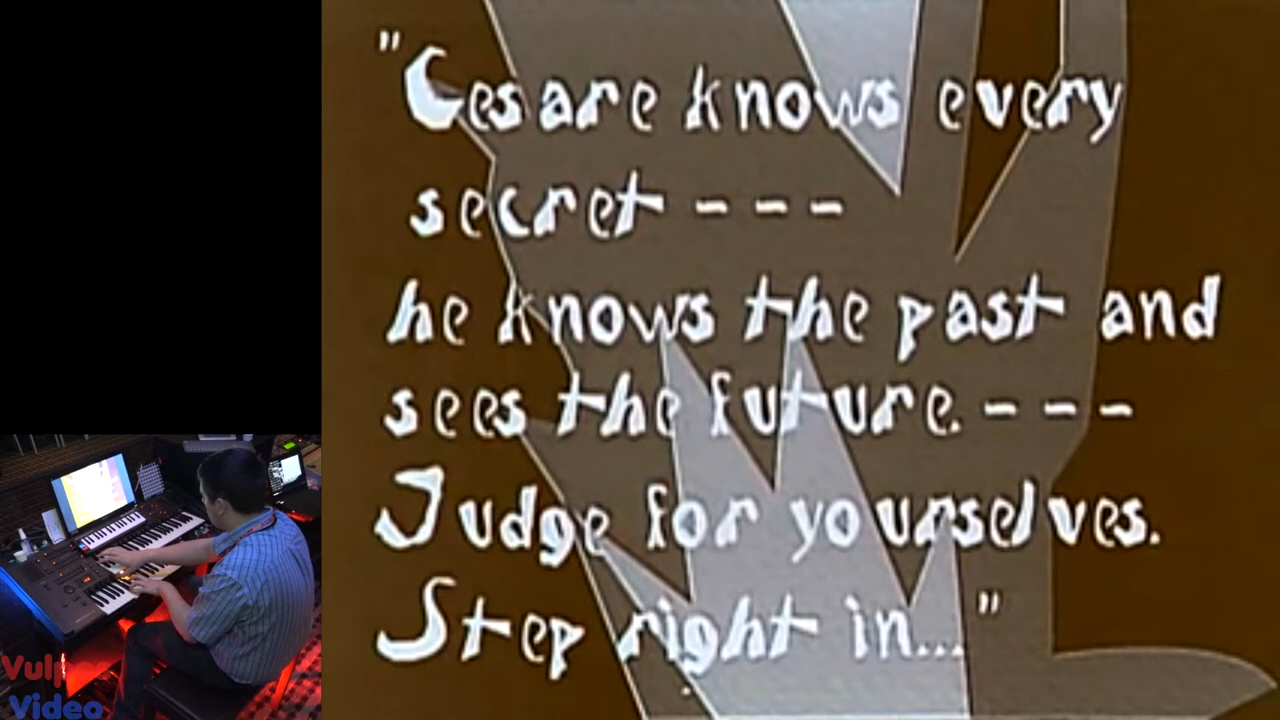 "Cesare knows every
secret - - -
he knows the past and
sees the future. - - -
Judge for yourselves.
Step right in..."
Vulpes
Video